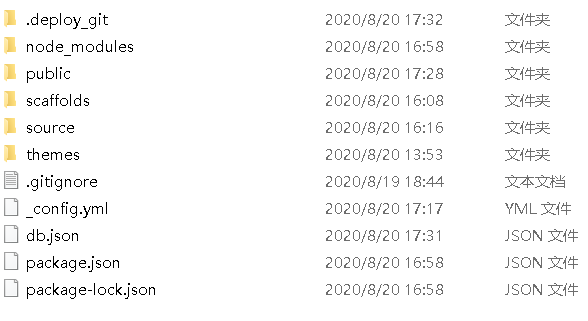 .deploy_git 2020/8/20 17:32 文件夹
node_modules 2020/8/20 16:58 文件夹
public 2020/8/20 17:28 文件夹
scaffolds 2020/8/20 16:08 文件夹
source 2020/8/20 16:16 文件夹
themes 2020/8/20 13:53 文件夹
.gitignore 2020/8/19 18:44 文本文档
_config.yml 2020/8/20 17:17 YML 文件
db.json 2020/8/20 17:31 JSON 文件
package.json 2020/8/20 16:58 JSON 文件
package-lock.json 2020/8/20 16:58 JSON 文件